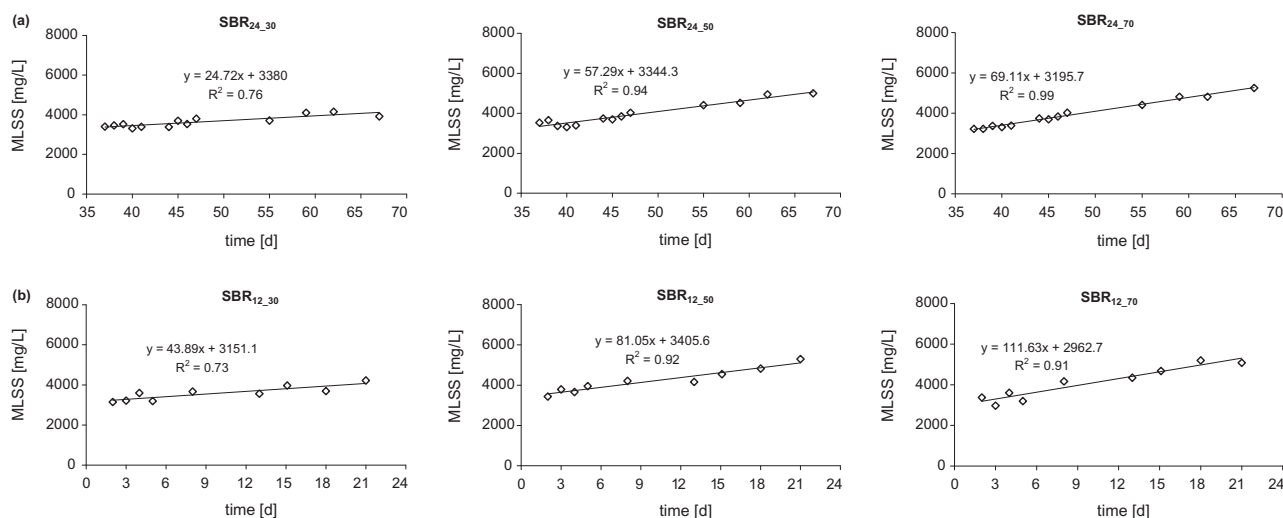 (a)
SBR24_30
8000
6000
4000
2000
0
MLSS [mg/L]
y = 24.72x + 3380
R² = 0.76
35 40 45 50 55 60 65 70
time [d]
SBR24_50
8000
6000
4000
2000
0
MLSS [mg/L]
y = 57.29x + 3344.3
R² = 0.94
35 40 45 50 55 60 65 70
time [d]
SBR24_70
8000
6000
4000
2000
0
MLSS [mg/L]
y = 69.11x + 3195.7
R² = 0.99
35 40 45 50 55 60 65 70
time [d]
(b)
SBR12_30
8000
6000
4000
2000
0
MLSS [mg/L]
y = 43.89x + 3151.1
R² = 0.73
0 3 6 9 12 15 18 21 24
time [d]
SBR12_50
8000
6000
4000
2000
0
MLSS [mg/L]
y = 81.05x + 3405.6
R² = 0.92
0 3 6 9 12 15 18 21 24
time [d]
SBR12_70
8000
6000
4000
2000
0
MLSS [mg/L]
y = 111.63x + 2962.7
R² = 0.91
0 3 6 9 12 15 18 21 24
time [d]